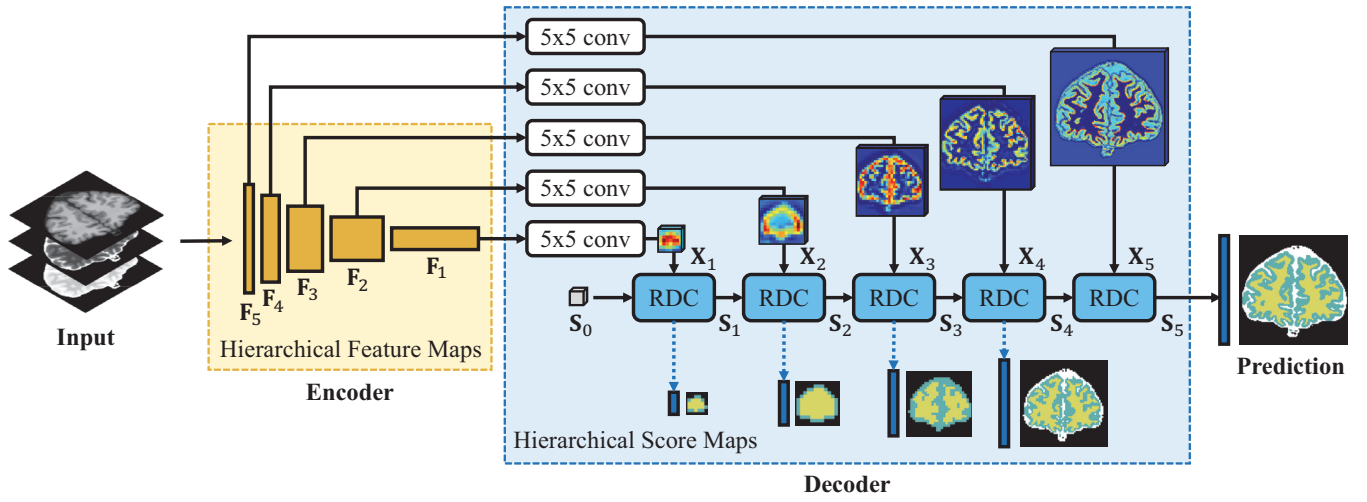 5x5 conv
5x5 conv
5x5 conv
5x5 conv
5x5 conv
F₅
F₄
F₃
F₂
F₁
Input
Hierarchical Feature Maps
Encoder
X₁
X₂
X₃
X₄
X₅
S₀
RDC
S₁
RDC
S₂
RDC
S₃
RDC
S₄
RDC
S₅
Prediction
Hierarchical Score Maps
Decoder